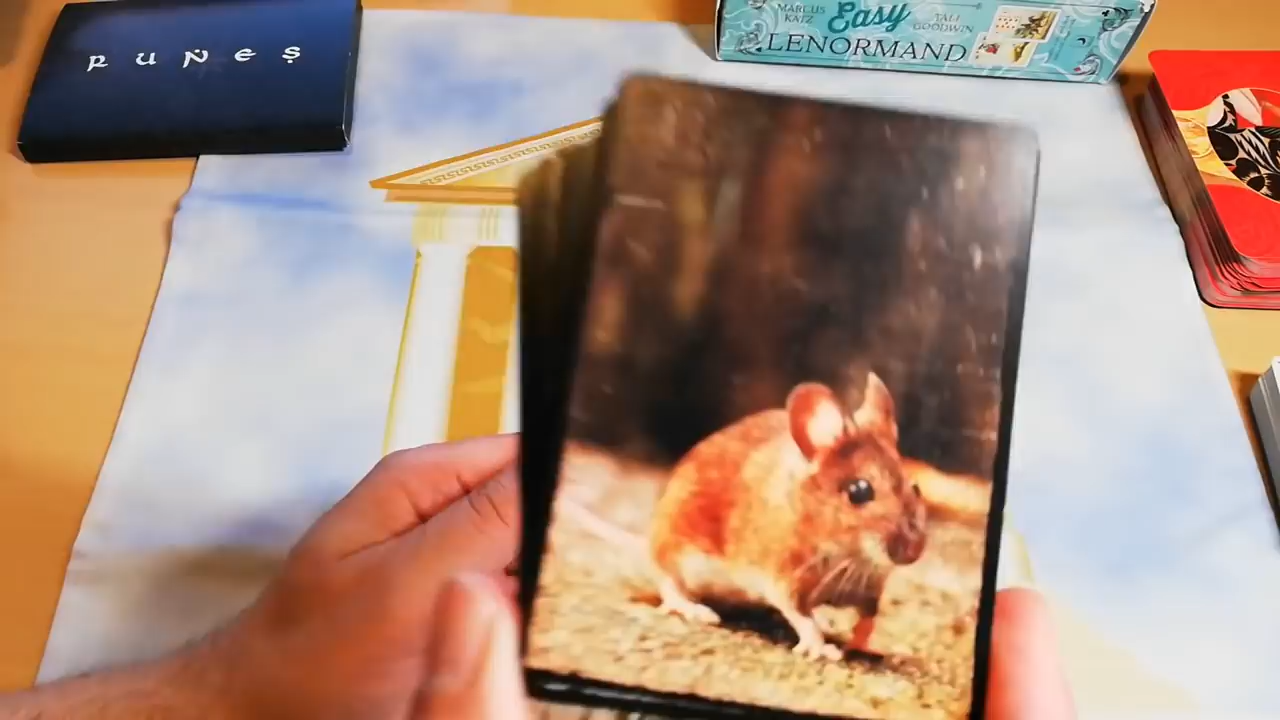 RUNES
MARCUS KATZ
Easy
TALI GOODWIN
LENORMAND